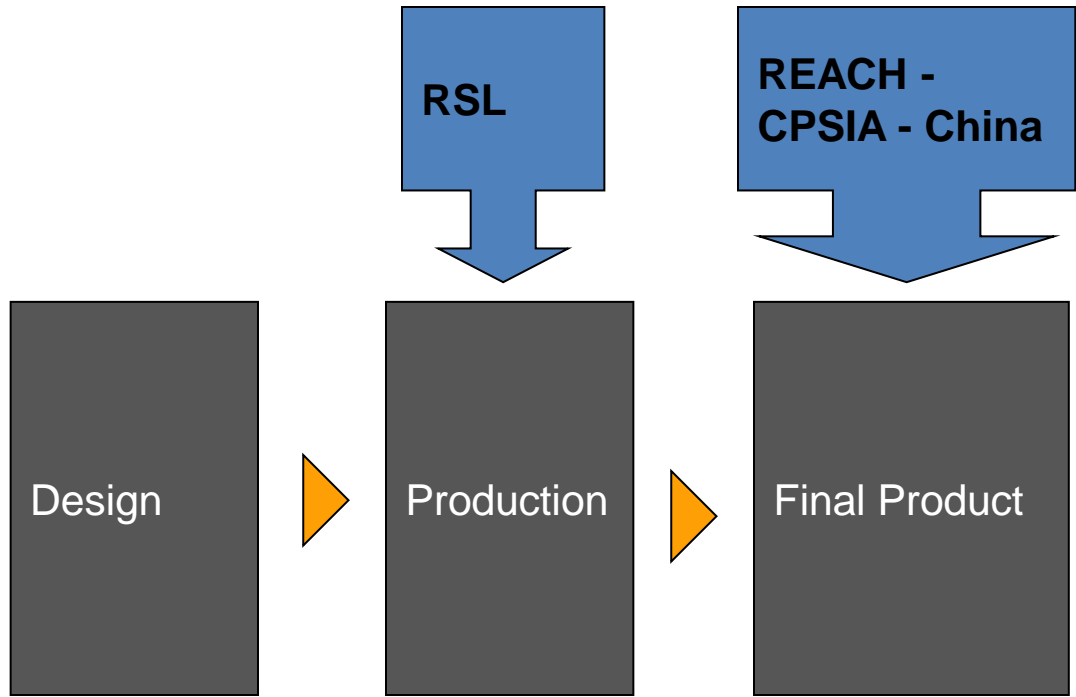 RSL
REACH -
CPSIA - China
Design
Production
Final Product